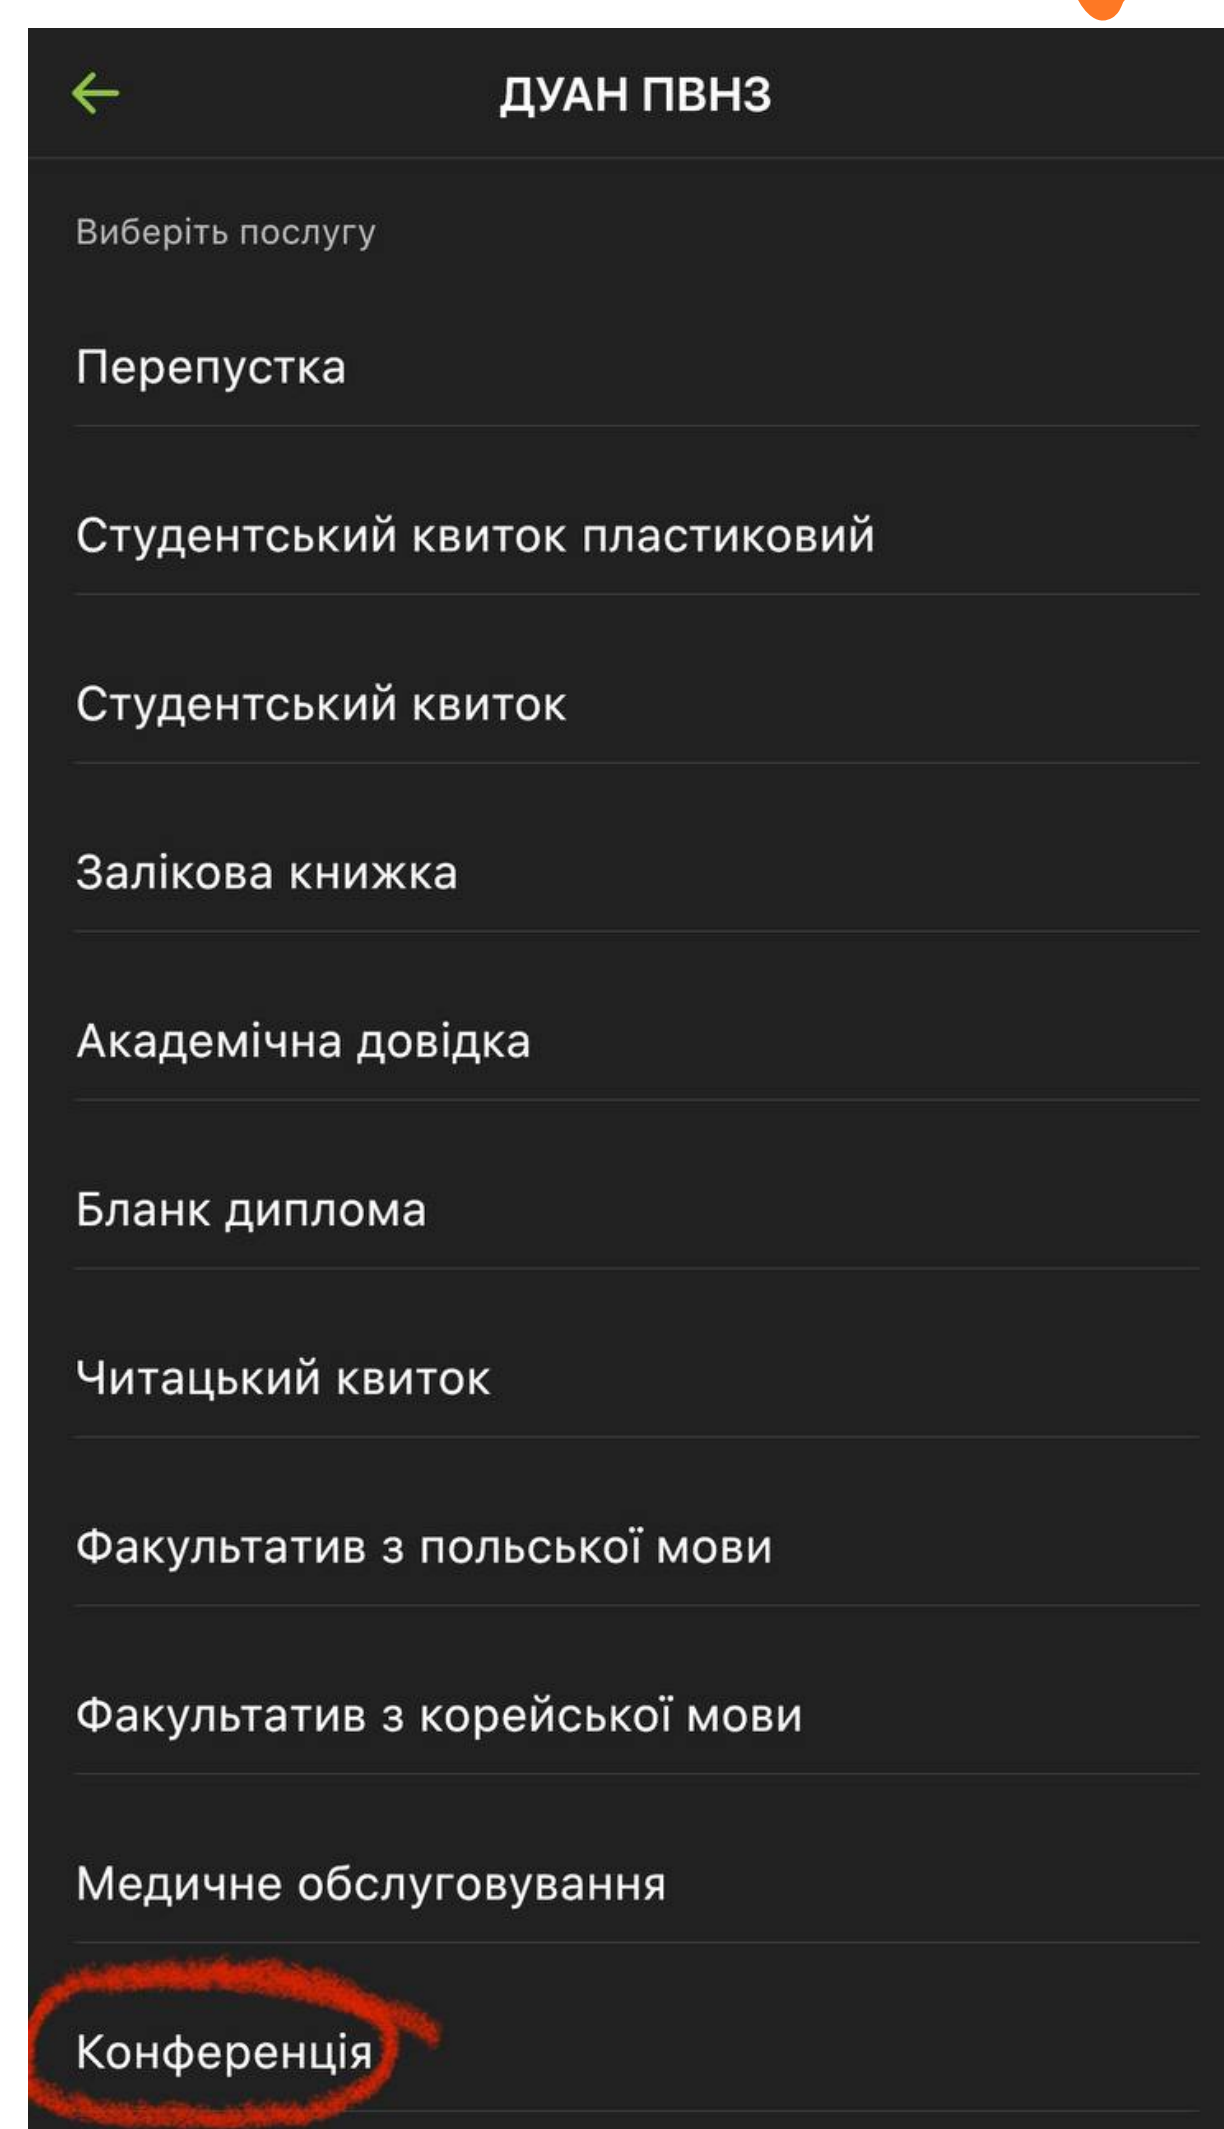 ДУАН ПВНЗ
Виберіть послугу
Перепустка
Студентський квиток пластиковий
Студентський квиток
Залікова книжка
Академічна довідка
Бланк диплома
Читацький квиток
Факультатив з польської мови
Факультатив з корейської мови
Медичне обслуговування
Конференція